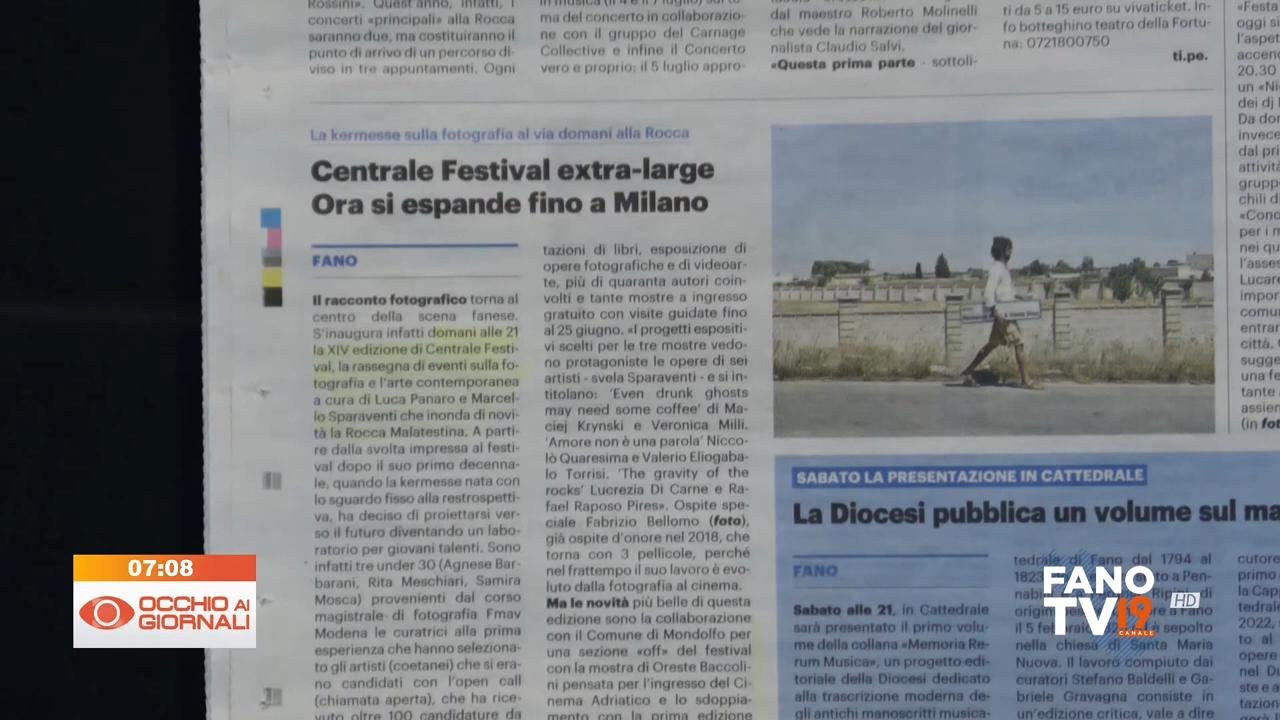 Rossini». Quest'anno, infatti, i
concerti «principali» alla Rocca
saranno due, ma costituiranno il
punto di arrivo di un percorso di-
viso in tre appuntamenti. Ogni
ma del concerto in collaborazio-
ne con il gruppo del Carnage
Collective e infine il Concerto
vero e proprio: il 5 luglio appro-
dal maestro Roberto Molinelli
che vede la narrazione del gior-
nalista Claudio Salvi.
«Questa prima parte - sottoli-
ti da 5 a 15 euro su vivaticket. In-
fo botteghino teatro della Fortu-
na: 0721800750
ti.pe.
La kermesse sulla fotografia al via domani alla Rocca
Centrale Festival extra-large
Ora si espande fino a Milano
FANO
Il racconto fotografico torna al
centro della scena fanese.
S'inaugura infatti domani alle 21
la XIV edizione di Centrale Festi-
val, la rassegna di eventi sulla fo-
tografia e l'arte contemporanea
a cura di Luca Panaro e Marcel-
lo Sparaventi che inonda di novi-
tà la Rocca Malatestina. A parti-
re dalla svolta impressa al festi-
val dopo il suo primo decenna-
le, quando la kermesse nata con
lo sguardo fisso alla retrospetti-
va, ha deciso di proiettarsi ver-
so il futuro diventando un labo-
ratorio per giovani talenti. Sono
infatti tre under 30 (Agnese Bar-
barani, Rita Meschiari, Samira
Mosca) provenienti dal corso
magistrale di fotografia Fmav
Modena le curatrici alla prima
esperienza che hanno seleziona-
to gli artisti (coetanei) che si era-
no candidati con l'open call
(chiamata aperta), che ha rice-
vuto oltre 100 candidature da
tazioni di libri, esposizione di
opere fotografiche e di videoar-
te, più di quaranta autori coin-
volti e tante mostre a ingresso
gratuito con visite guidate fino
al 25 giugno. «I progetti espositi-
vi scelti per le tre mostre vedo-
no protagoniste le opere di sei
artisti - svela Sparaventi - e si in-
titolano: 'Even drunk ghosts
may need some coffee' di Ma-
ciej Krynski e Veronica Milli.
'Amore non è una parola' Nicco-
lò Quaresima e Valerio Eliogaba-
lo Torrisi. 'The gravity of the
rocks' Lucrezia Di Carne e Ra-
fael Raposo Pires». Ospite spe-
ciale Fabrizio Bellomo (foto),
già ospite d'onore nel 2018, che
torna con 3 pellicole, perché
nel frattempo il suo lavoro è evo-
luto dalla fotografia al cinema.
Ma le novità più belle di questa
edizione sono la collaborazione
con il Comune di Mondolfo per
una sezione «off» del festival
con la mostra di Oreste Baccoli-
ni pensata per l'ingresso del Ci-
nema Adriatico e lo sdoppia-
mento con la prima edizione
SABATO LA PRESENTAZIONE IN CATTEDRALE
La Diocesi pubblica un volume sul ma
FANO
Sabato alle 21, in Cattedrale
sarà presentato il primo volu-
me della collana «Memoria Re-
rum Musica», un progetto edi-
toriale della Diocesi dedicato
alla trascrizione moderna de-
gli antichi manoscritti musica-
tedrale di Fano dal 1794 al
1823
nella chiesa di Santa Maria
Nuova. Il lavoro compiuto dai
curatori Stefano Baldelli e Ga-
briele Gravagna consiste in
un'edizione critica, vale a dire
07:08
OCCHIO AI
GIORNALI
FANO
TV19
CANALE
HD